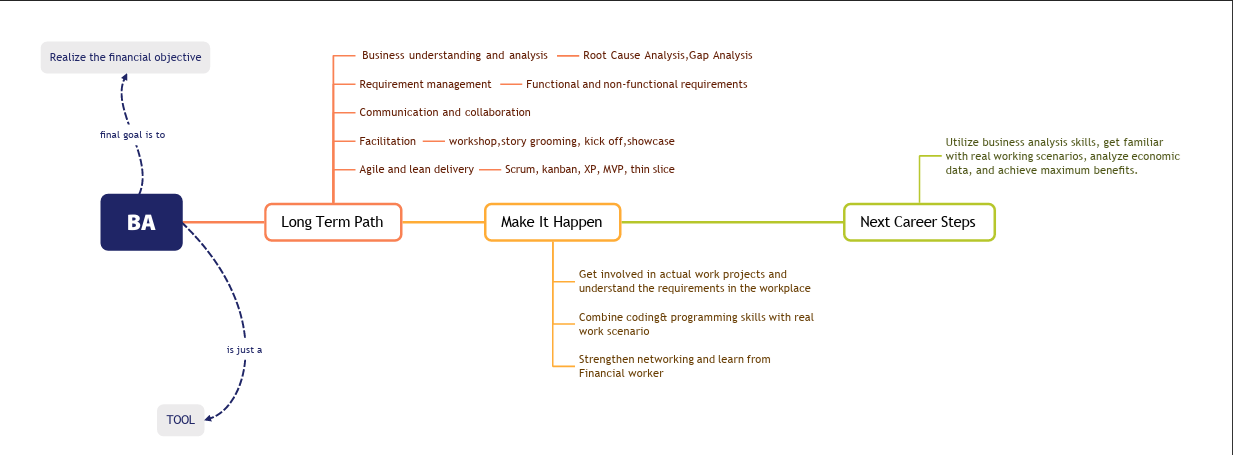 Realize the financial objective
final goal is to
BA
is just a
TOOL
Long Term Path
Business understanding and analysis
Root Cause Analysis,Gap Analysis
Requirement management
Functional and non-functional requirements
Communication and collaboration
Facilitation
workshop,story grooming, kick off,showcase
Agile and lean delivery
Scrum, kanban, XP, MVP, thin slice
Make It Happen
Get involved in actual work projects and
understand the requirements in the workplace
Combine coding& programming skills with real
work scenario
Strengthen networking and learn from
Financial worker
Next Career Steps
Utilize business analysis skills, get familiar
with real working scenarios, analyze economic
data, and achieve maximum benefits.